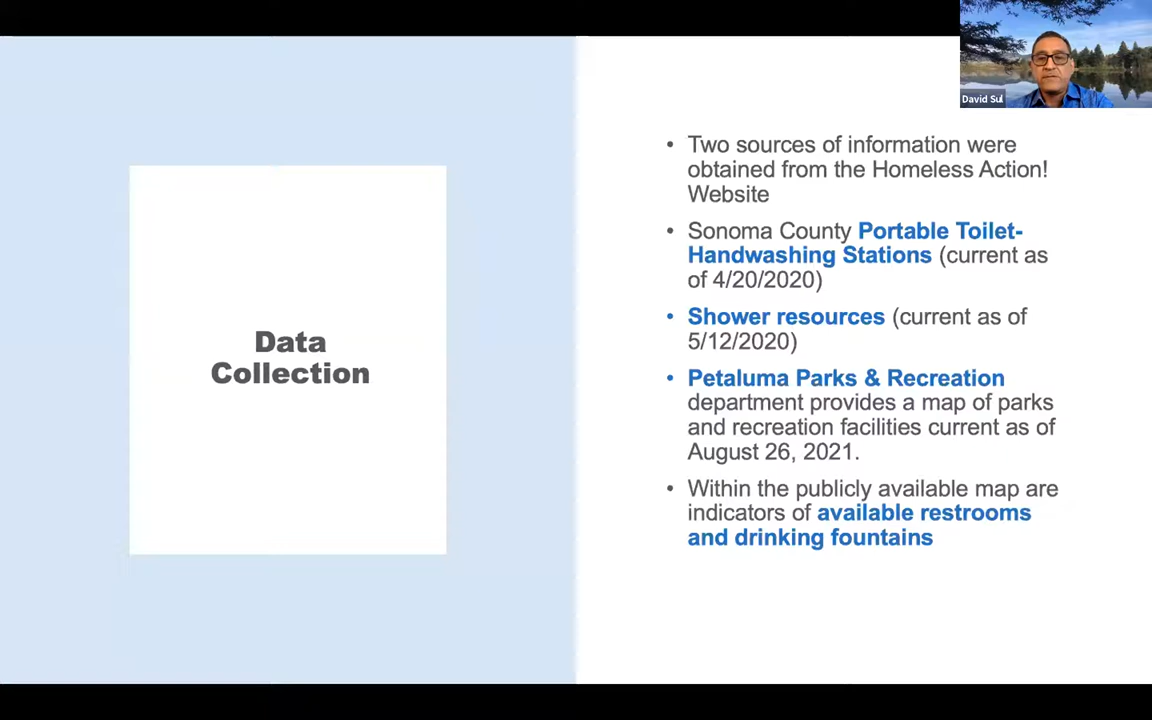 David Sul
Data
Collection
• Two sources of information were
obtained from the Homeless Action!
Website
• Sonoma County Portable Toilet-
Handwashing Stations (current as
of 4/20/2020)
• Shower resources (current as of
5/12/2020)
• Petaluma Parks & Recreation
department provides a map of parks
and recreation facilities current as of
August 26, 2021.
• Within the publicly available map are
indicators of available restrooms
and drinking fountains